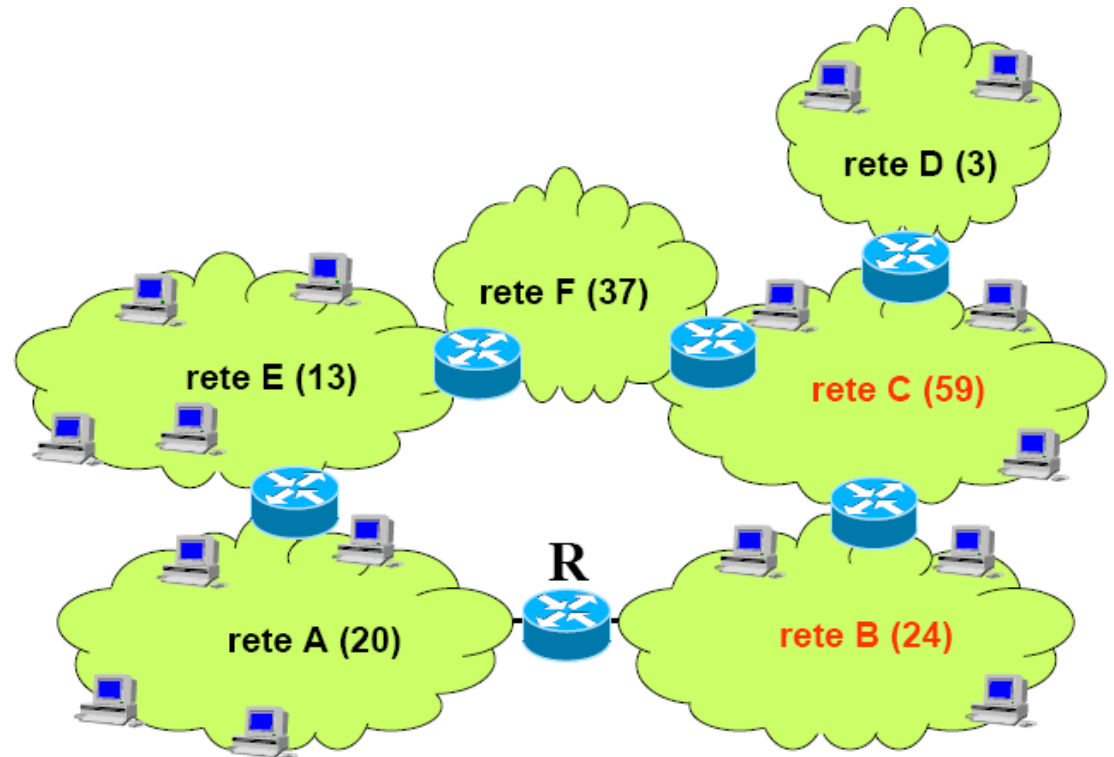 rete D (3)
rete F (37)
rete E (13)
rete C (59)
R
rete A (20)
rete B (24)